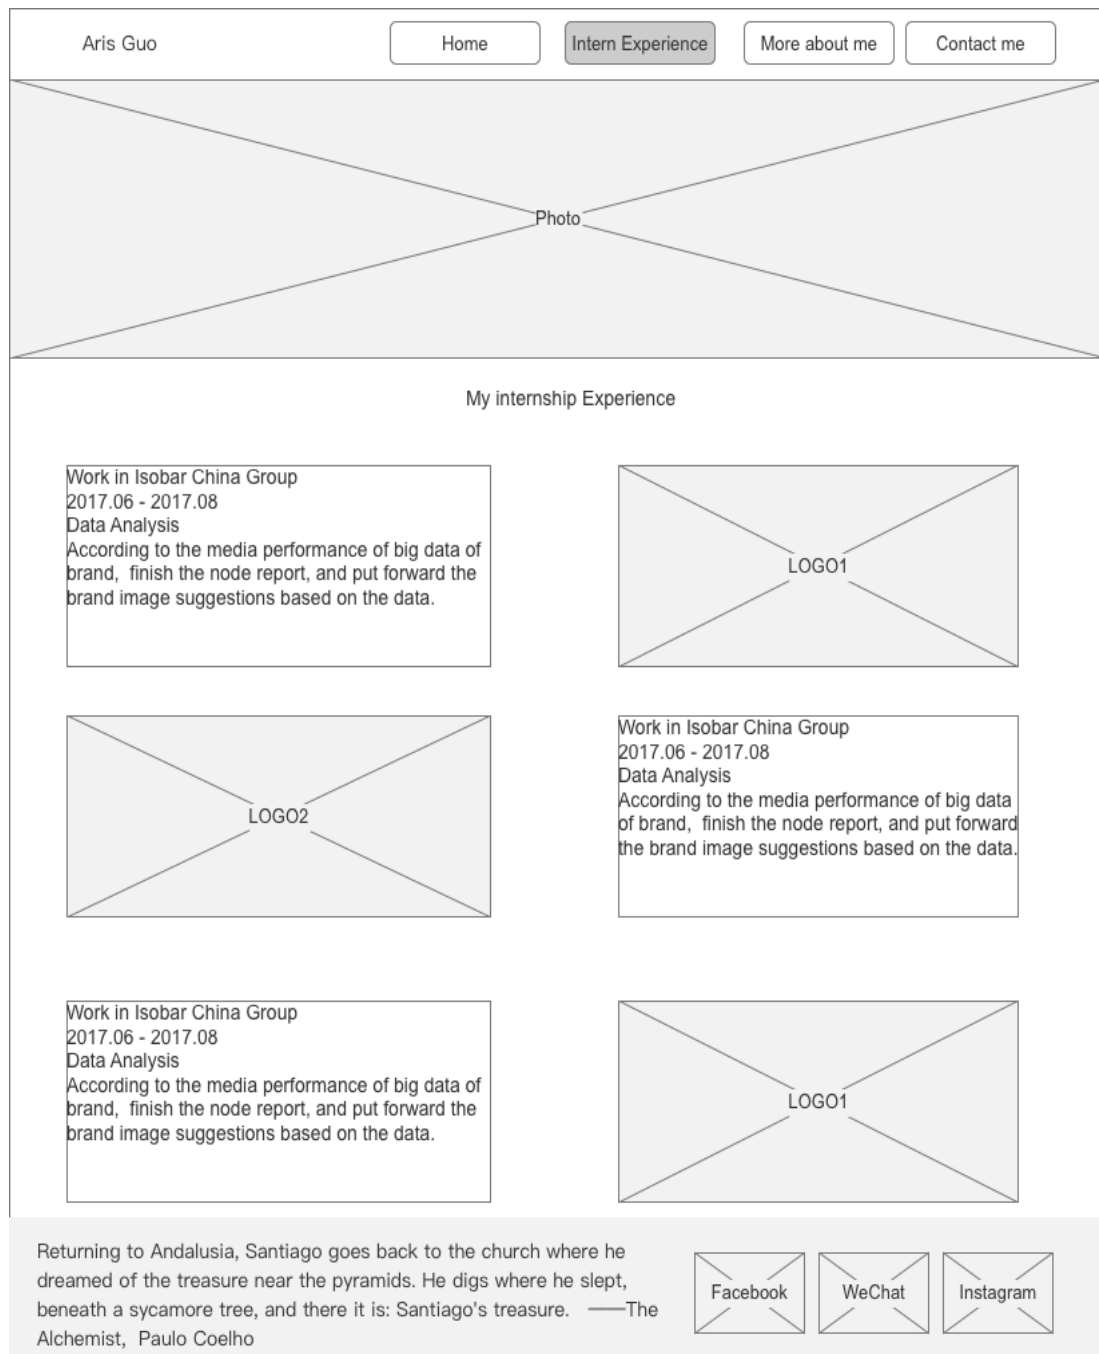 Aris Guo
Home
Intern Experience
More about me
Contact me
Photo
My internship Experience
Work in Isobar China Group
2017.06 - 2017.08
Data Analysis
According to the media performance of big data of
brand,  finish the node report, and put forward the
brand image suggestions based on the data.
LOGO1
LOGO2
Work in Isobar China Group
2017.06 - 2017.08
Data Analysis
According to the media performance of big data
of brand,  finish the node report, and put forward
the brand image suggestions based on the data.
Work in Isobar China Group
2017.06 - 2017.08
Data Analysis
According to the media performance of big data of
brand,  finish the node report, and put forward the
brand image suggestions based on the data.
LOGO1
Returning to Andalusia, Santiago goes back to the church where he
dreamed of the treasure near the pyramids. He digs where he slept,
beneath a sycamore tree, and there it is: Santiago's treasure.   ——The
Alchemist,  Paulo Coelho
Facebook
WeChat
Instagram